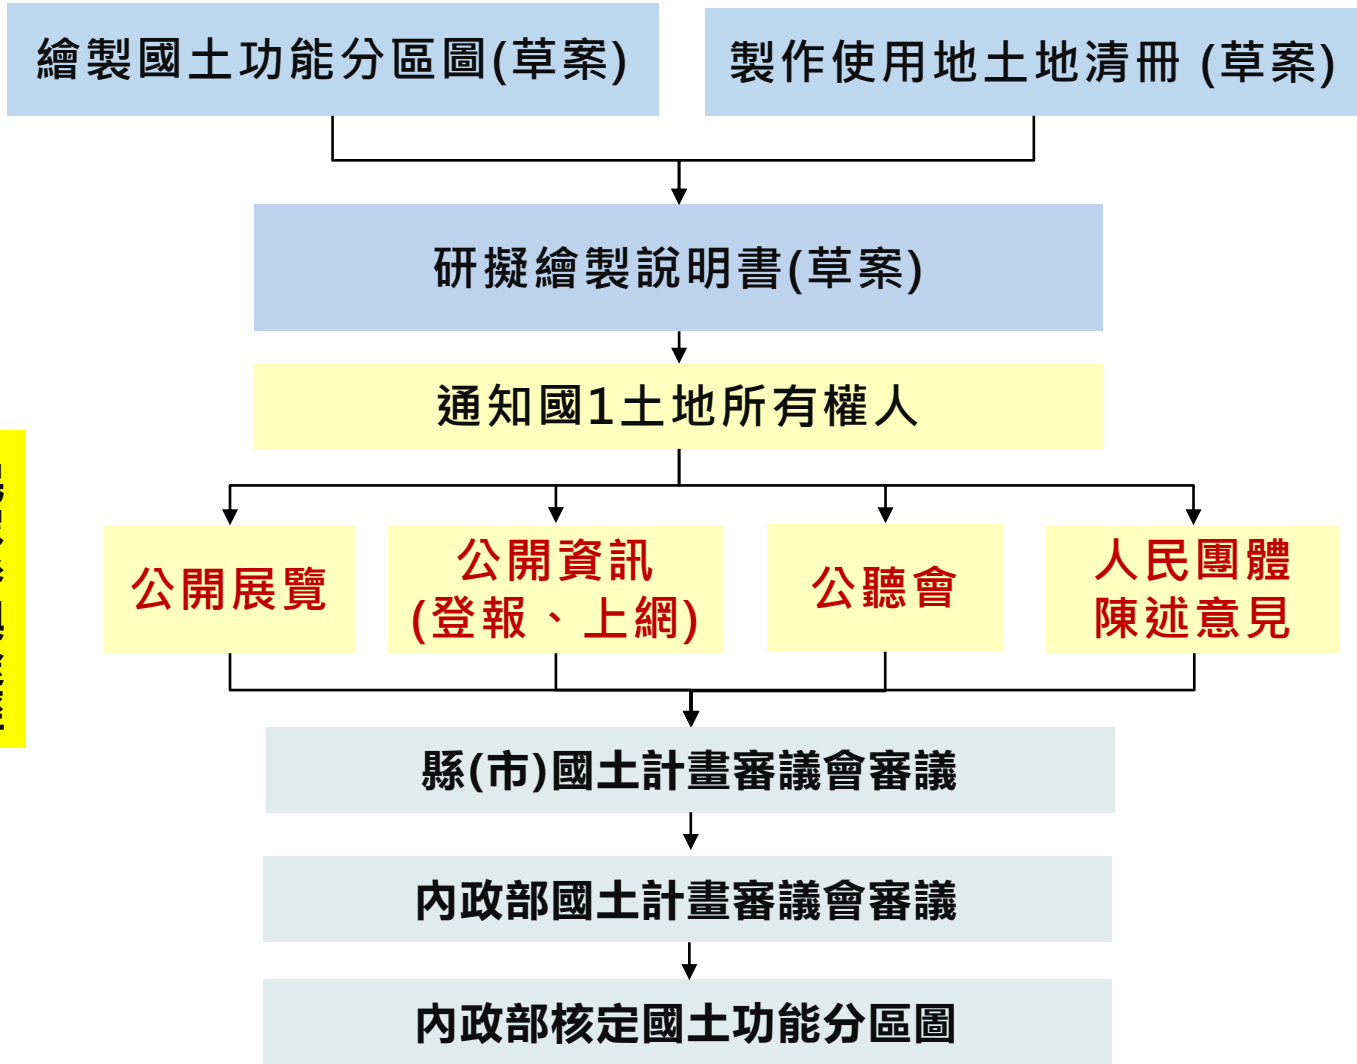 繪製國土功能分區圖(草案)
製作使用地土地清冊 (草案)
研擬繪製說明書(草案)
通知國1土地所有權人
公開展覽
公開資訊
(登報、上網)
公聽會
人民團體
陳述意見
縣(市)國土計畫審議會審議
內政部國土計畫審議會審議
內政部核定國土功能分區圖